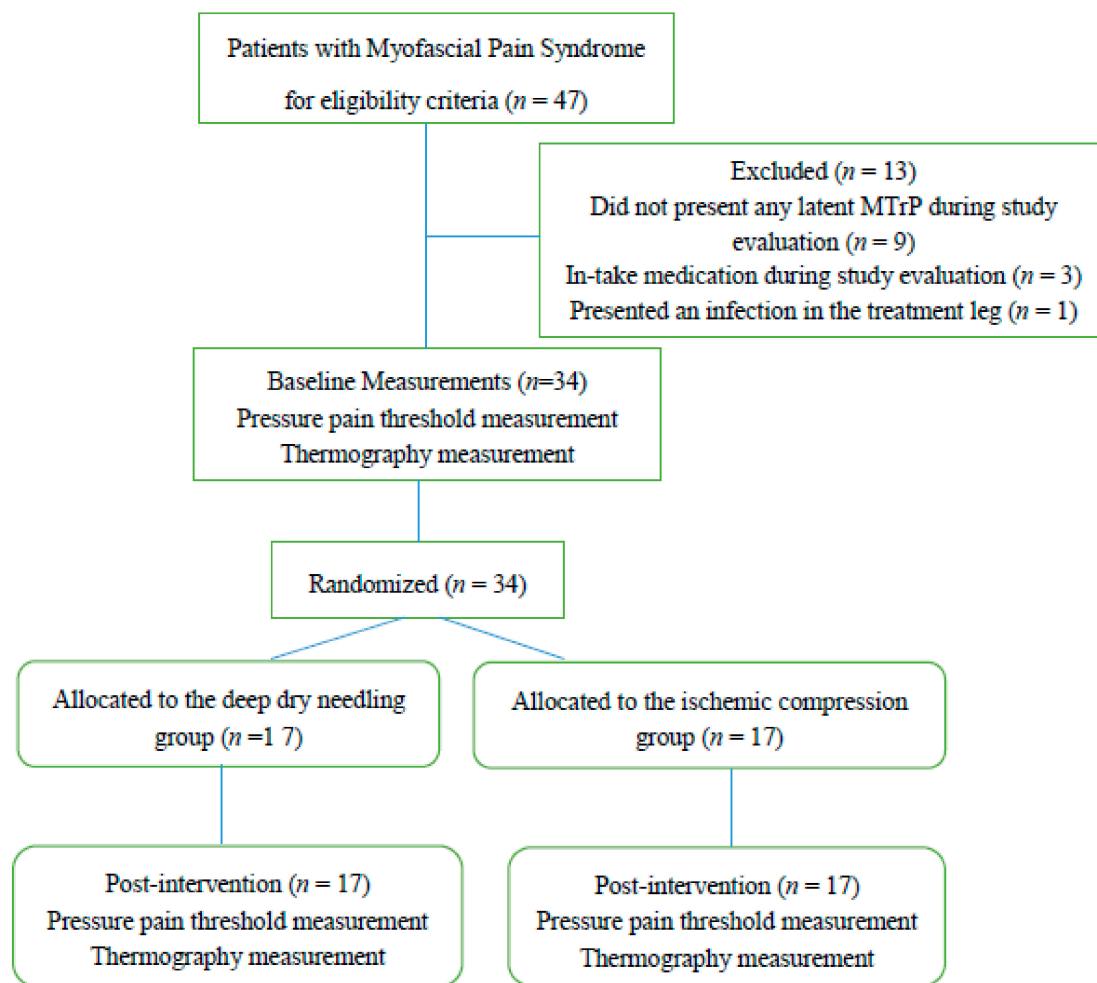 Patients with Myofascial Pain Syndrome
for eligibility criteria (n = 47)
Excluded (n = 13)
Did not present any latent MTrP during study
evaluation (n = 9)
In-take medication during study evaluation (n = 3)
Presented an infection in the treatment leg (n = 1)
Baseline Measurements (n=34)
Pressure pain threshold measurement
Thermography measurement
Randomized (n = 34)
Allocated to the deep dry needling
group (n =1 7)
Allocated to the ischemic compression
group (n = 17)
Post-intervention (n = 17)
Pressure pain threshold measurement
Thermography measurement
Post-intervention (n = 17)
Pressure pain threshold measurement
Thermography measurement